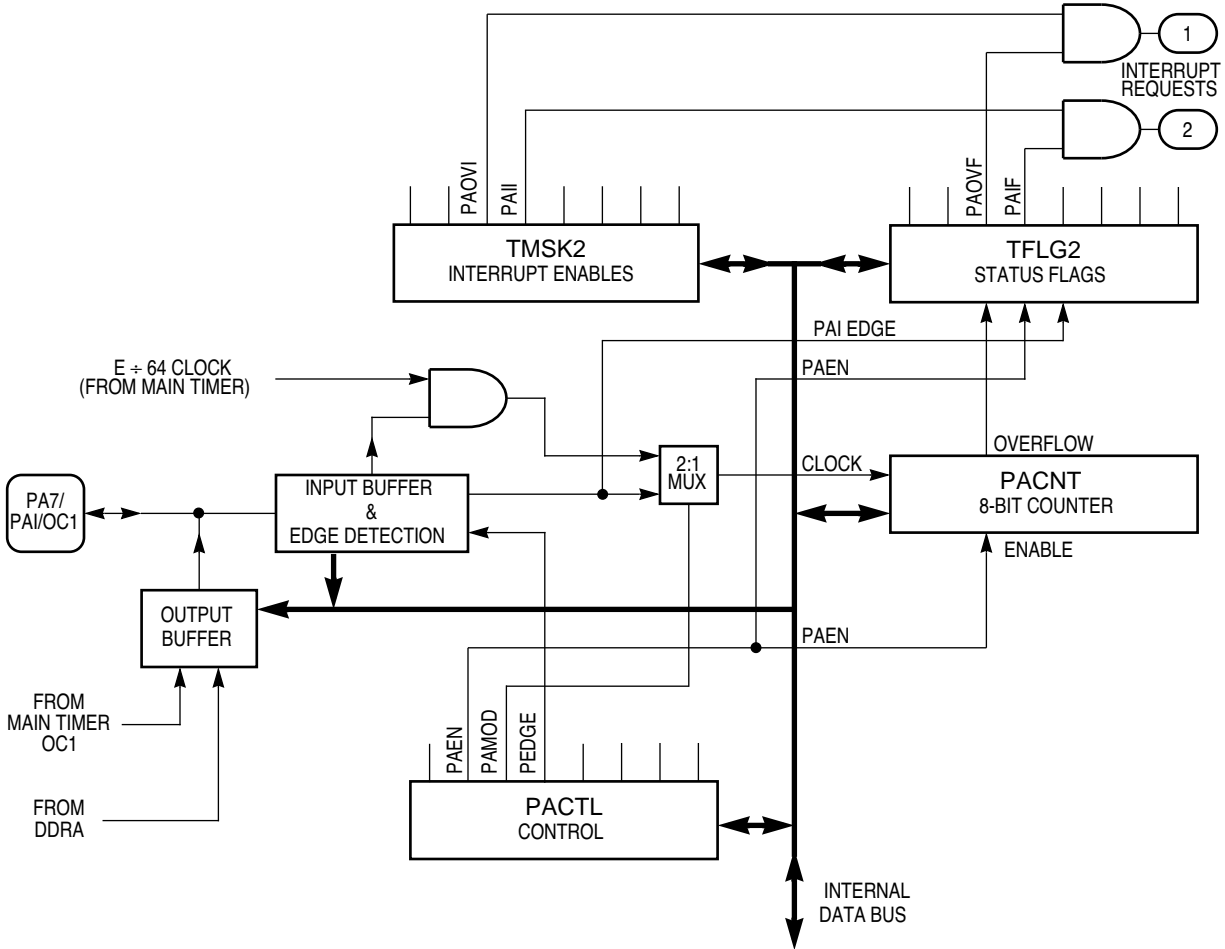 1
INTERRUPT
REQUESTS
2
PAOVI
PAII
PAOVF
PAIF
TMSK2
INTERRUPT ENABLES
TFLG2
STATUS FLAGS
PAI EDGE
E ÷ 64 CLOCK
(FROM MAIN TIMER)
PAEN
OVERFLOW
2:1
MUX
CLOCK
PACNT
8-BIT COUNTER
INPUT BUFFER
&
EDGE DETECTION
PA7/
PAI/OC1
ENABLE
OUTPUT
BUFFER
PAEN
FROM
MAIN TIMER
OC1
PAEN
PAMOD
PEDGE
FROM
DDRA
PACTL
CONTROL
INTERNAL
DATA BUS